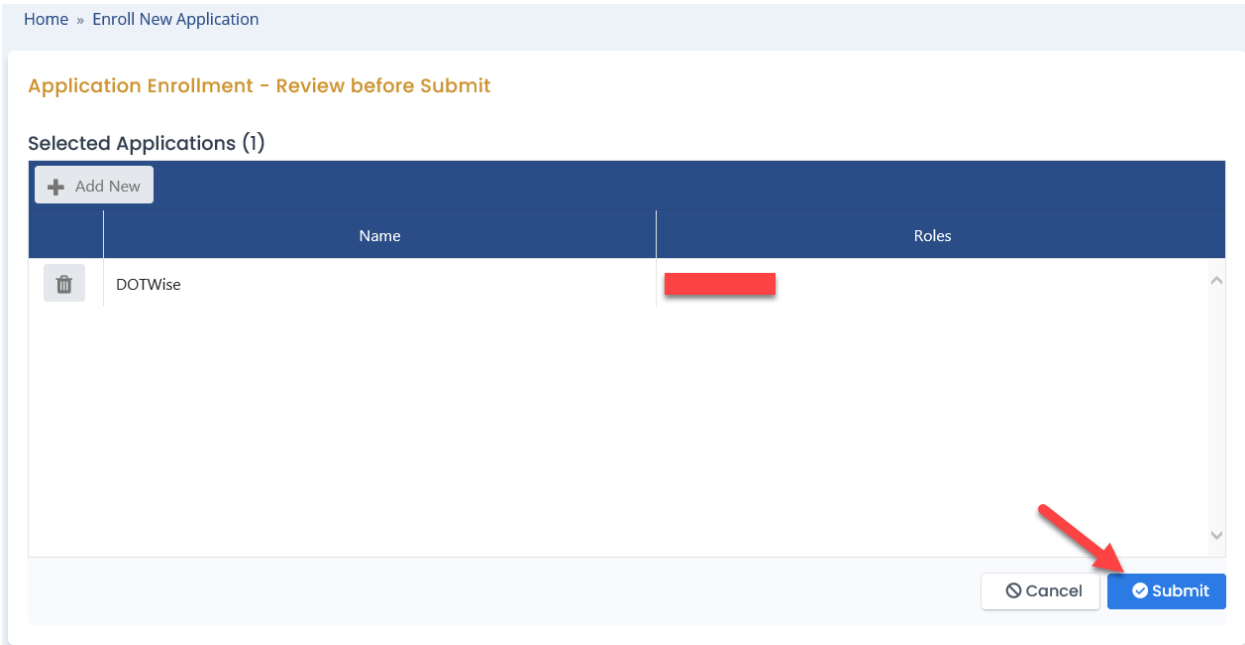 Home » Enroll New Application
Application Enrollment - Review before Submit
Selected Applications (1)
Add New
Name Roles
DOTWise
Cancel Submit